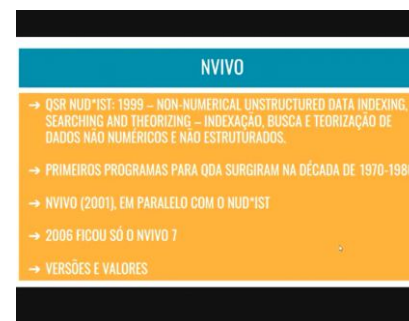 NVIVO
→ QSR NUD*IST: 1999 – NON-NUMERICAL UNSTRUCTURED DATA INDEXING,
SEARCHING AND THEORIZING – INDEXAÇÃO, BUSCA E TEORIZAÇÃO DE
DADOS NÃO NUMÉRICOS E NÃO ESTRUTURADOS.
→ PRIMEIROS PROGRAMAS PARA QDA SURGIRAM NA DÉCADA DE 1970-198
→ NVIVO (2001), EM PARALELO COM O NUD*IST
→ 2006 FICOU SÓ O NVIVO 7
→ VERSÕES E VALORES